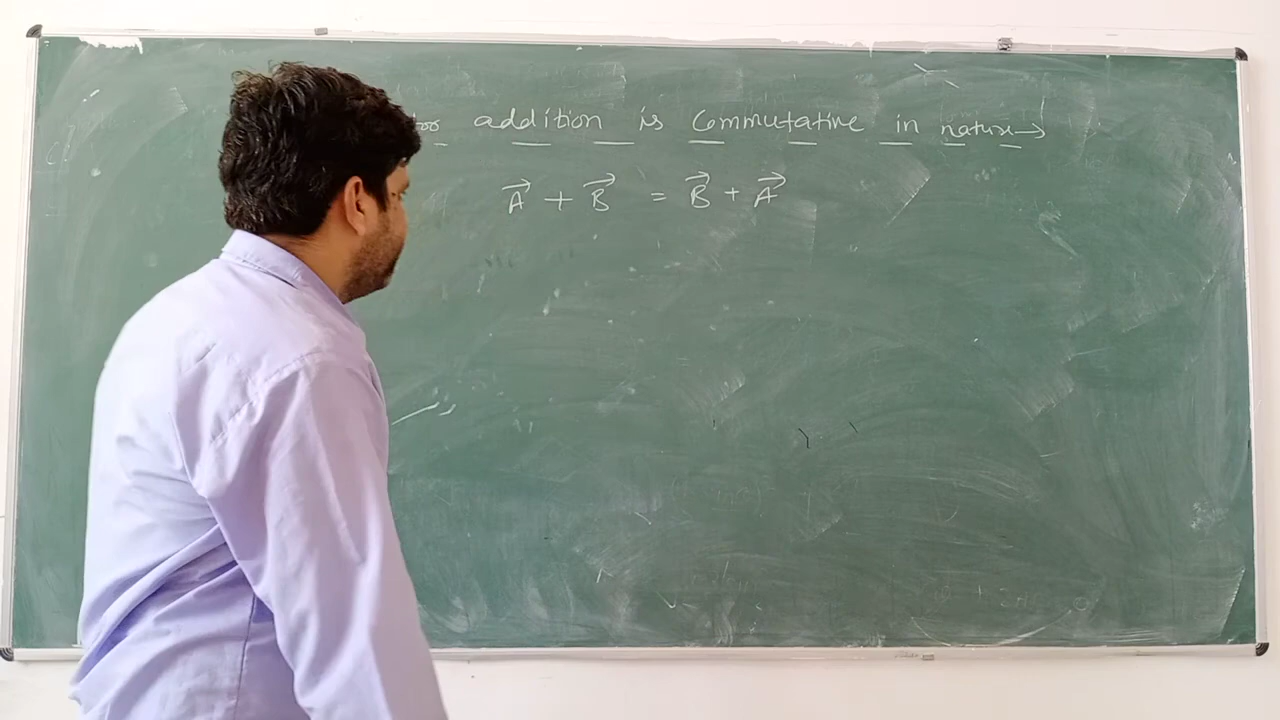 addition is Commutative in nature→
A⃗ + B⃗ = B⃗ + A⃗